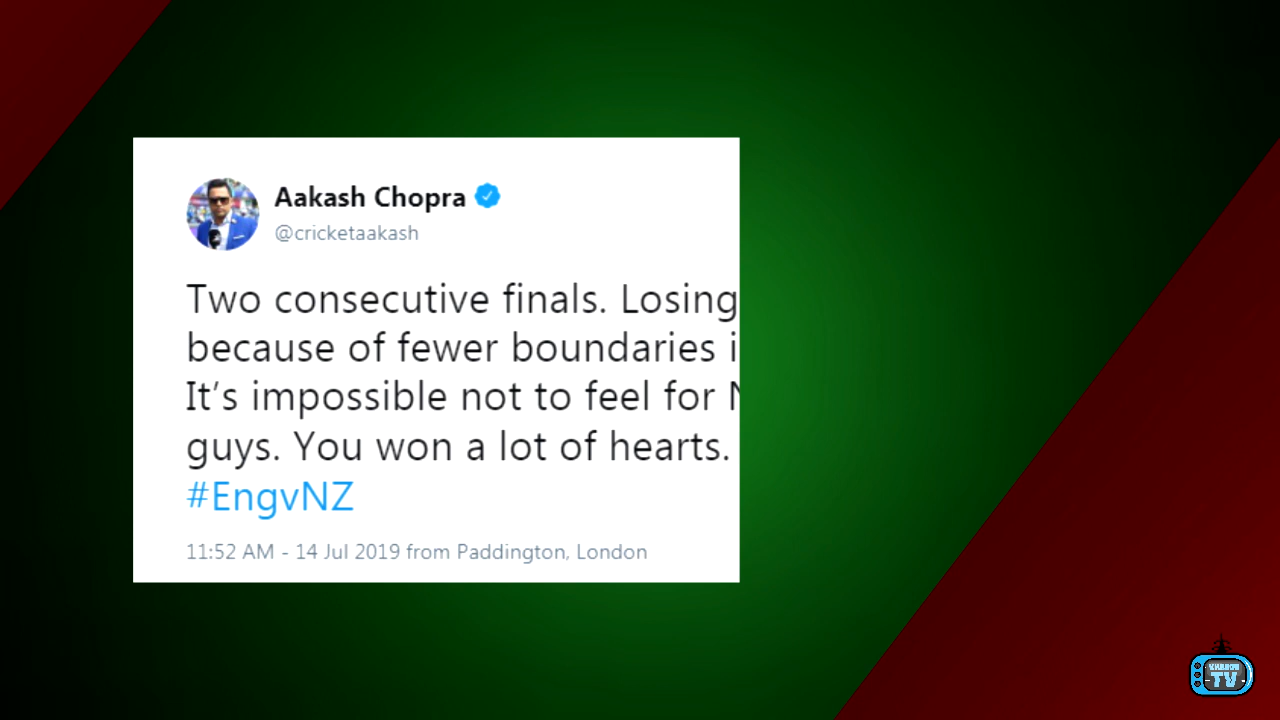 Aakash Chopra
@cricketaakash
Two consecutive finals. Losing
because of fewer boundaries
It's impossible not to feel for
guys. You won a lot of hearts.
#EngvNZ
11:52 AM - 14 Jul 2019 from Paddington, London
TV